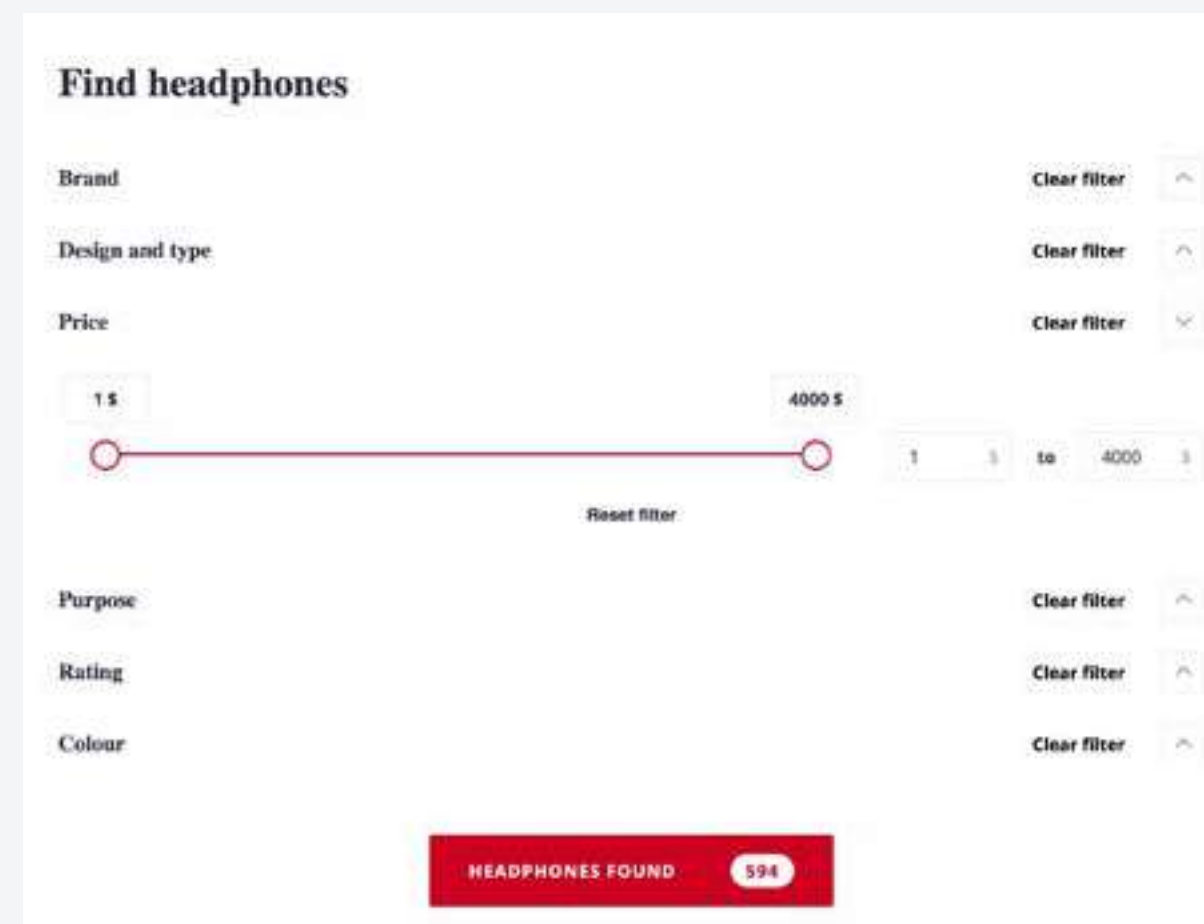 Find headphones
Brand Clear filter
Design and type Clear filter
Price Clear filter
1 $ 4000 $
1 $ to 4000 $
Reset filter
Purpose Clear filter
Rating Clear filter
Colour Clear filter
HEADPHONES FOUND 594